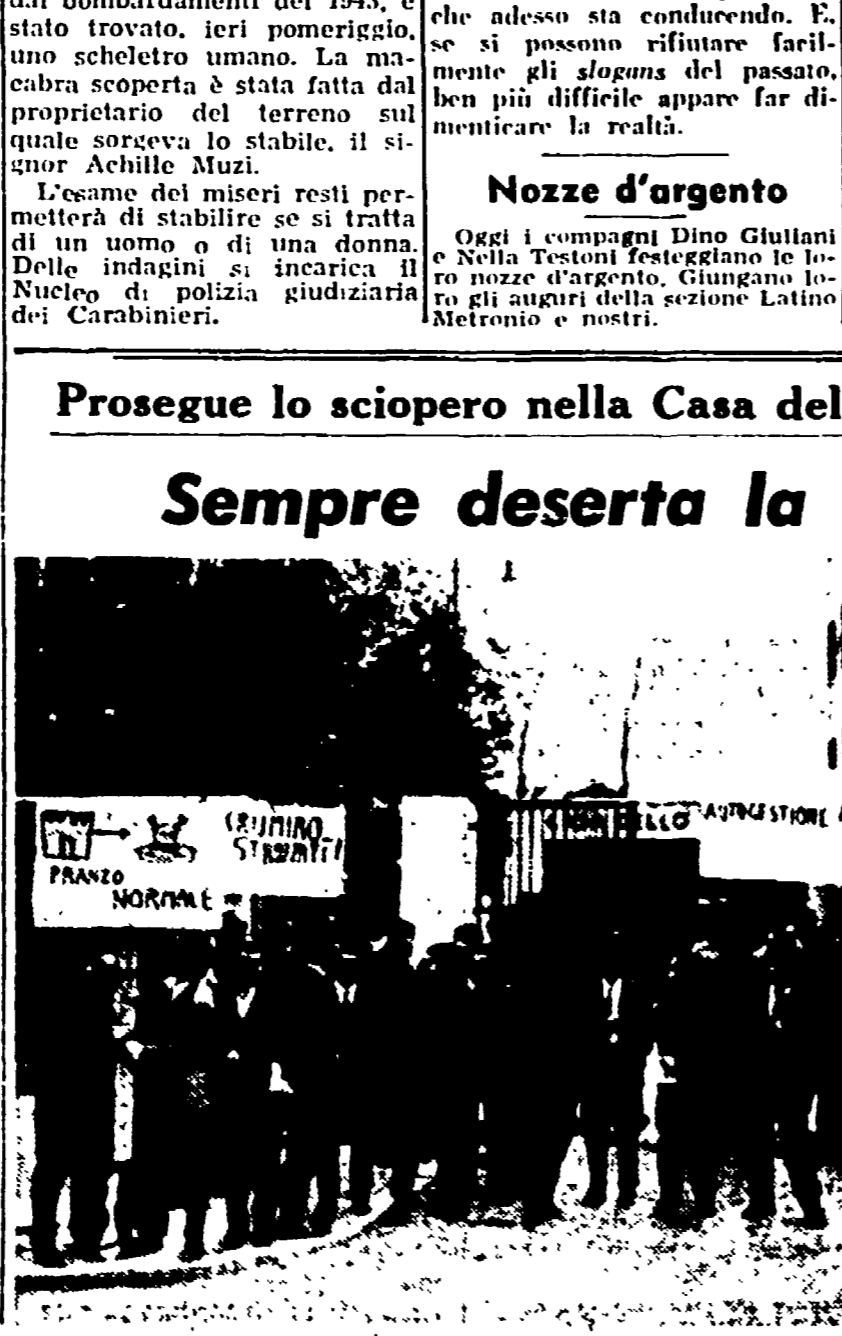 dai bombardamenti del 1943, è
stato trovato, ieri pomeriggio,
uno scheletro umano. La ma-
cabra scoperta è stata fatta dal
proprietario del terreno sul
quale sorgeva lo stabile, il si-
gnor Achille Muzi.
L'esame dei miseri resti per-
metterà di stabilire se si tratta
di un uomo o di una donna.
Delle indagini si incarica il
Nucleo di polizia giudiziaria
dei Carabinieri.
che adesso sta conducendo. E,
se si possono rifiutare facil-
mente gli slogans del passato,
ben più difficile appare far di-
menticare la realtà.
Nozze d'argento
Oggi i compagni Dino Giuliani
e Nella Testoni festeggiano le lo-
ro nozze d'argento. Giungano lo-
ro gli auguri della sezione Latino
Metronio e nostri.
Prosegue lo sciopero nella Casa del
Sempre deserta la
CRUMIRO
PRANZO
NORMALE
AUTOGESTIONE